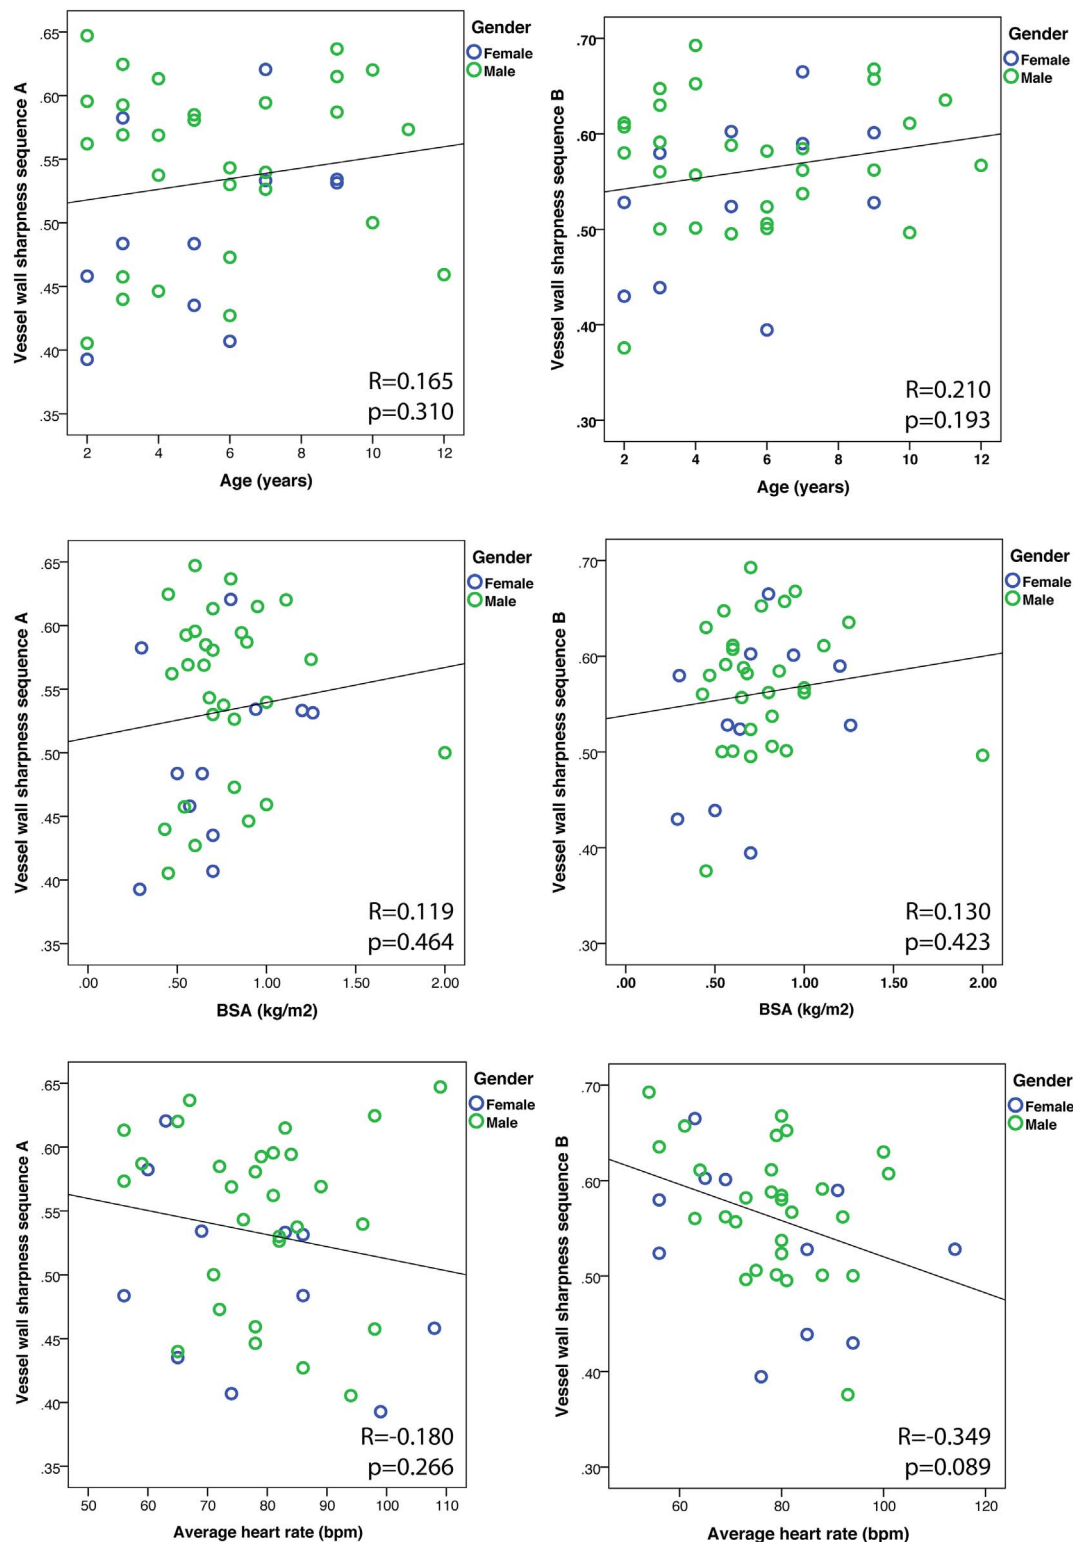 Vessel wall sharpness sequence A
.65
.60
.55
.50
.45
.40
.35
2 4 6 8 10 12
Age (years)
Gender
Female
Male
R=0.165
p=0.310
Vessel wall sharpness sequence B
.70
.60
.50
.40
.30
2 4 6 8 10 12
Age (years)
Gender
Female
Male
R=0.210
p=0.193
Vessel wall sharpness sequence A
.65
.60
.55
.50
.45
.40
.35
.00 .50 1.00 1.50 2.00
BSA (kg/m2)
Gender
Female
Male
R=0.119
p=0.464
Vessel wall sharpness sequence B
.70
.60
.50
.40
.30
.00 .50 1.00 1.50 2.00
BSA (kg/m2)
Gender
Female
Male
R=0.130
p=0.423
Vessel wall sharpness sequence A
.65
.60
.55
.50
.45
.40
.35
50 60 70 80 90 100 110
Average heart rate (bpm)
Gender
Female
Male
R=-0.180
p=0.266
Vessel wall sharpness sequence B
.70
.60
.50
.40
.30
60 80 100 120
Average heart rate (bpm)
Gender
Female
Male
R=-0.349
p=0.089